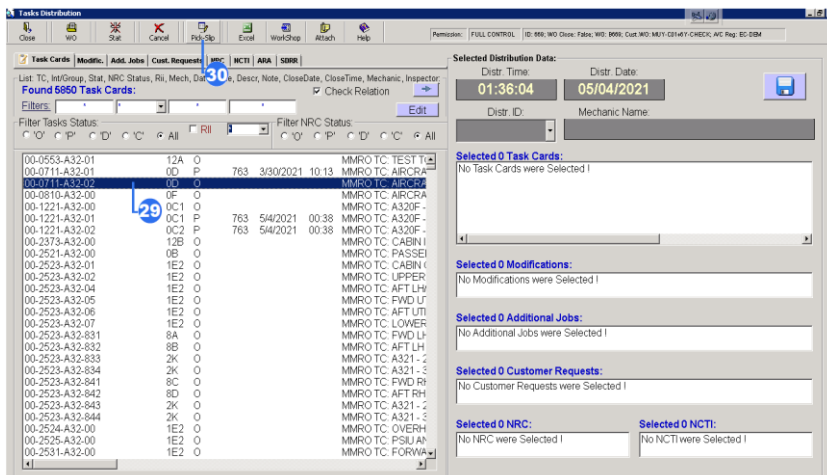 Tasks Distribution
Close WO Stat Cancel Pick-Slip Excel WorkShop Attach Help
Permission: FULL CONTROL ID: 559; WO Close: False; WO: 9669; Cust.WO: MUY-C01+6Y-CHECK; A/C Reg: EC-DEM
Task Cards Modific. Add. Jobs Cust. Requests NRC NCTI ARA SDRR
30
List: TC, Int/Group, Stat, NRC Status, Rii, Mech, Descr, Note, CloseDate, CloseTime, Mechanic, Inspector
Found 5850 Task Cards:
Check Relation
Filters: * * *
Edit
Filter Tasks Status:
'O' 'P' 'D' 'C' All
RII
Filter NRC Status:
'O' 'P' 'D' 'C' All
00-0553-A32-01 12A O MMRO TC: TEST
00-0711-A32-01 0D P 763 3/30/2021 10:13 MMRO TC: AIRCRA
00-0711-A32-02 0D O MMRO TC: AIRCRA
29
00-0810-A32-00 0F O MMRO TC: AIRCRA
00-1221-A32-00 0C1 O MMRO TC: A320F -
00-1221-A32-01 0C1 P 763 5/4/2021 00:38 MMRO TC: A320F -
00-1221-A32-02 0C2 P 763 5/4/2021 00:38 MMRO TC: A320F -
00-2373-A32-00 12B O MMRO TC: CABIN I
00-2521-A32-00 0B O MMRO TC: PASSE
00-2523-A32-01 1E2 O MMRO TC: CABIN
00-2523-A32-02 1E2 O MMRO TC: UPPER
00-2523-A32-04 1E2 O MMRO TC: AFT LH
00-2523-A32-05 1E2 O MMRO TC: FWD U
00-2523-A32-06 1E2 O MMRO TC: AFT UTI
00-2523-A32-07 1E2 O MMRO TC: LOWER
00-2523-A32-831 8A O MMRO TC: FWD LH
00-2523-A32-832 8B O MMRO TC: AFT LH
00-2523-A32-833 2K O MMRO TC: A321 - 2
00-2523-A32-834 2K O MMRO TC: A321 - 3
00-2523-A32-841 8C O MMRO TC: FWD RH
00-2523-A32-842 8D O MMRO TC: AFT RH
00-2523-A32-843 2K O MMRO TC: A321 - 2
00-2523-A32-844 2K O MMRO TC: A321 - 3
00-2524-A32-00 1E2 O MMRO TC: OVERH
00-2525-A32-00 1E2 O MMRO TC: PSIU AN
00-2531-A32-00 1E2 O MMRO TC: FORWA
Selected Distribution Data:
Distr. Time: Distr. Date:
01:36:04 05/04/2021
Distr. ID: Mechanic Name:
Selected 0 Task Cards:
No Task Cards were Selected !
Selected 0 Modifications:
No Modifications were Selected !
Selected 0 Additional Jobs:
No Additional Jobs were Selected !
Selected 0 Customer Requests:
No Customer Requests were Selected !
Selected 0 NRC:
No NRC were Selected !
Selected 0 NCTI:
No NCTI were Selected !